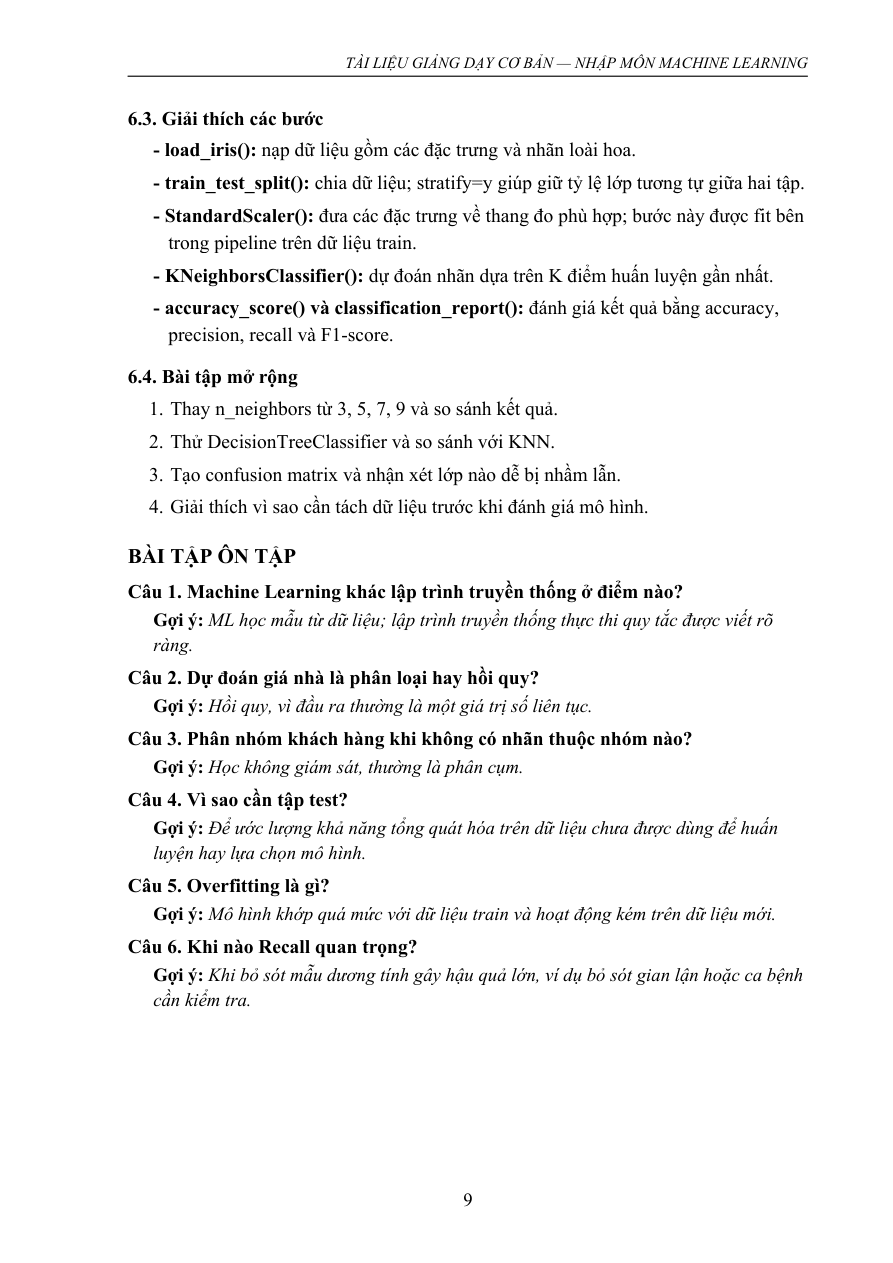 TÀI LIỆU GIẢNG DẠY CƠ BẢN — NHẬP MÔN MACHINE LEARNING
6.3. Giải thích các bước
- load_iris(): nạp dữ liệu gồm các đặc trưng và nhãn loài hoa.
- train_test_split(): chia dữ liệu; stratify=y giúp giữ tỷ lệ lớp tương tự giữa hai tập.
- StandardScaler(): đưa các đặc trưng về thang đo phù hợp; bước này được fit bên
trong pipeline trên dữ liệu train.
- KNeighborsClassifier(): dự đoán nhãn dựa trên K điểm huấn luyện gần nhất.
- accuracy_score() và classification_report(): đánh giá kết quả bằng accuracy,
precision, recall và F1-score.
6.4. Bài tập mở rộng
1. Thay n_neighbors từ 3, 5, 7, 9 và so sánh kết quả.
2. Thử DecisionTreeClassifier và so sánh với KNN.
3. Tạo confusion matrix và nhận xét lớp nào dễ bị nhầm lẫn.
4. Giải thích vì sao cần tách dữ liệu trước khi đánh giá mô hình.
BÀI TẬP ÔN TẬP
Câu 1. Machine Learning khác lập trình truyền thống ở điểm nào?
Gợi ý: ML học mẫu từ dữ liệu; lập trình truyền thống thực thi quy tắc được viết rõ
ràng.
Câu 2. Dự đoán giá nhà là phân loại hay hồi quy?
Gợi ý: Hồi quy, vì đầu ra thường là một giá trị số liên tục.
Câu 3. Phân nhóm khách hàng khi không có nhãn thuộc nhóm nào?
Gợi ý: Học không giám sát, thường là phân cụm.
Câu 4. Vì sao cần tập test?
Gợi ý: Để ước lượng khả năng tổng quát hóa trên dữ liệu chưa được dùng để huấn
luyện hay lựa chọn mô hình.
Câu 5. Overfitting là gì?
Gợi ý: Mô hình khớp quá mức với dữ liệu train và hoạt động kém trên dữ liệu mới.
Câu 6. Khi nào Recall quan trọng?
Gợi ý: Khi bỏ sót mẫu dương tính gây hậu quả lớn, ví dụ bỏ sót gian lận hoặc ca bệnh
cần kiểm tra.
9